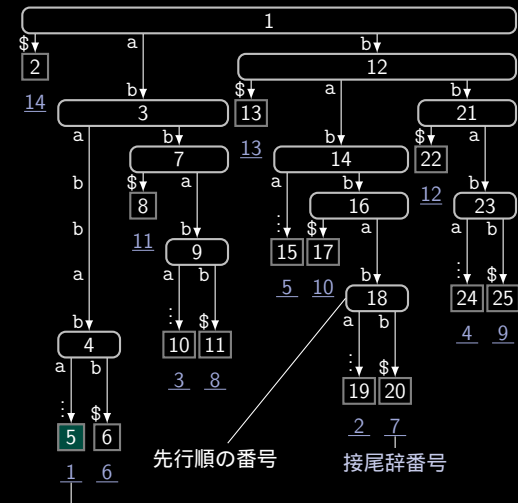 1
$ a b
2 b 12
14 b $ a b
3 13 21
a b 13 b $ a
7 14 22
b $ a a b 12 b
8 16 23
b 11 b ⋮ $ a a b
9 15 17 ⋮ $
a a b 5 10 b 24 25
b ⋮ $ 18 4 9
4 10 11 a b
a b 3 8 ⋮ $
⋮ $ 19 20
5 6 2 7
先行順の番号 接尾辞番号
1 6